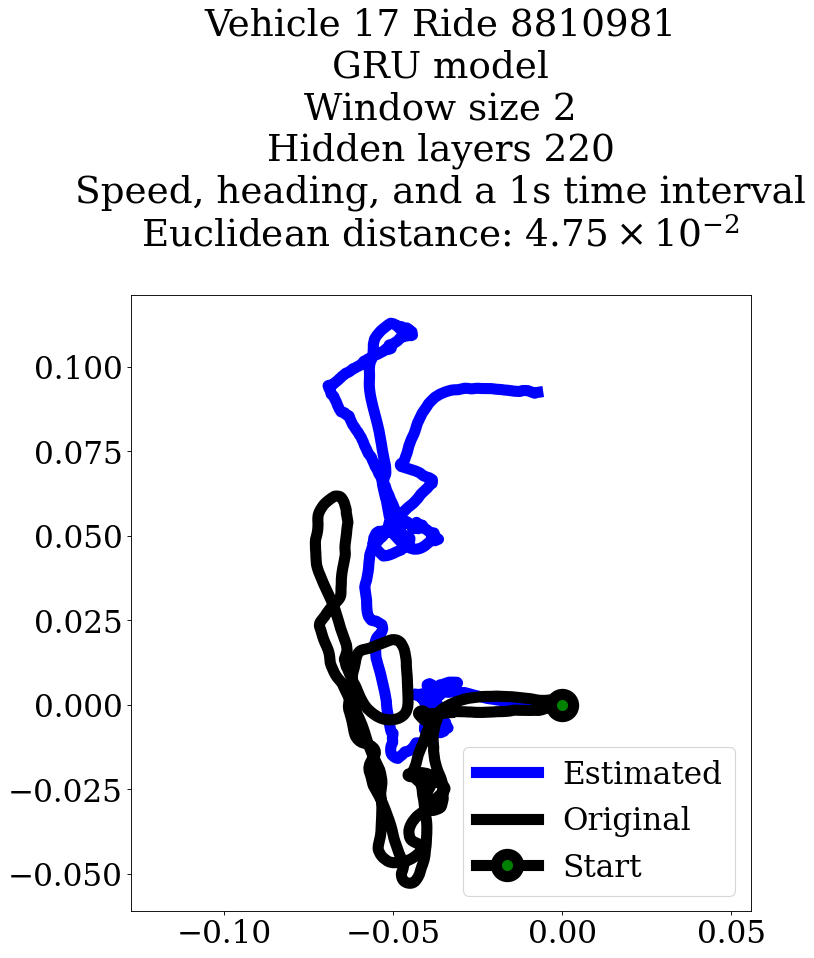 Vehicle 17 Ride 8810981
GRU model
Window size 2
Hidden layers 220
Speed, heading, and a 1s time interval
Euclidean distance: 4.75 × 10⁻²
0.100
0.075
0.050
0.025
0.000
−0.025
−0.050
−0.10
−0.05
0.00
0.05
Estimated
Original
Start